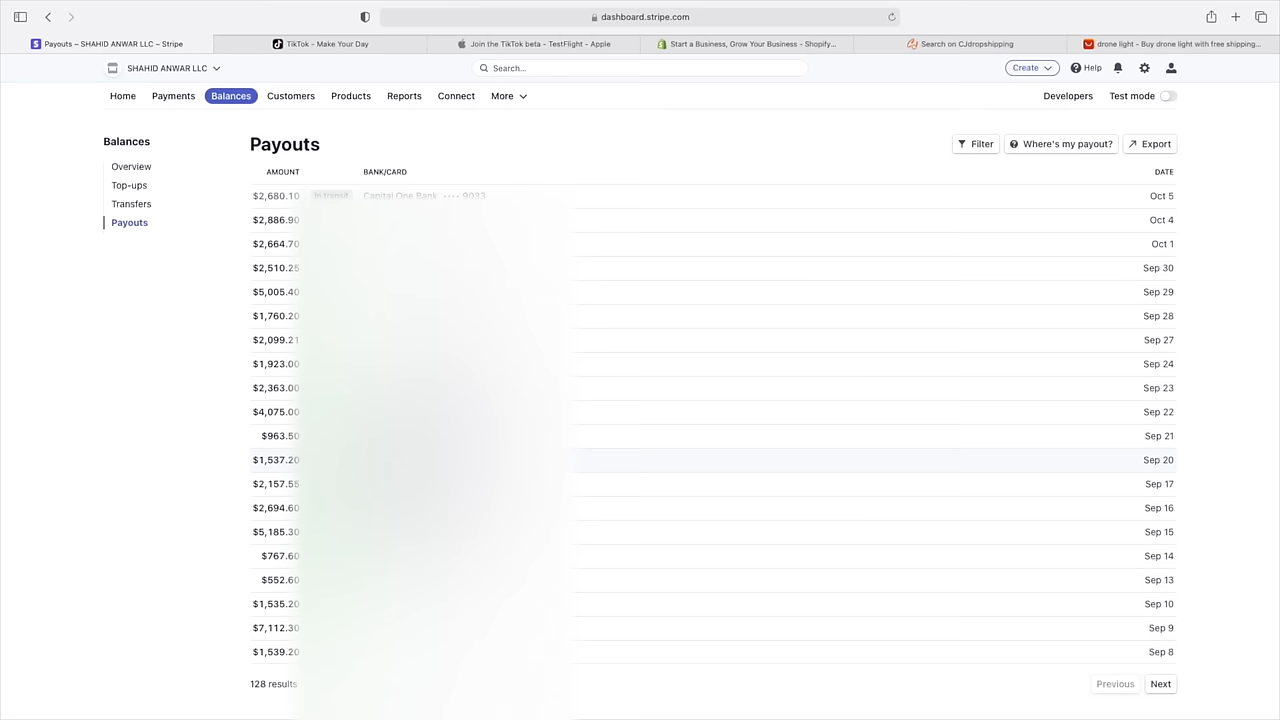 dashboard.stripe.com
Payouts – SHAHID ANWAR LLC – Stripe
TikTok - Make Your Day
Join the TikTok beta - TestFlight - Apple
Start a Business, Grow Your Business - Shopify...
Search on CJdropshipping
drone light - Buy drone light with free shipping...
SHAHID ANWAR LLC
Search...
Create
Help
Home
Payments
Balances
Customers
Products
Reports
Connect
More
Developers
Test mode
Balances
Overview
Top-ups
Transfers
Payouts
Payouts
Filter
Where's my payout?
Export
AMOUNT BANK/CARD DATE
$2,680.10 In transit Capital One Bank •••• 9033 Oct 5
$2,886.90 Oct 4
$2,664.70 Oct 1
$2,510.25 Sep 30
$5,005.40 Sep 29
$1,760.20 Sep 28
$2,099.21 Sep 27
$1,923.00 Sep 24
$2,363.00 Sep 23
$4,075.00 Sep 22
$963.50 Sep 21
$1,537.20 Sep 20
$2,157.55 Sep 17
$2,694.60 Sep 16
$5,185.30 Sep 15
$767.60 Sep 14
$552.60 Sep 13
$1,535.20 Sep 10
$7,112.30 Sep 9
$1,539.20 Sep 8
128 results
Previous
Next